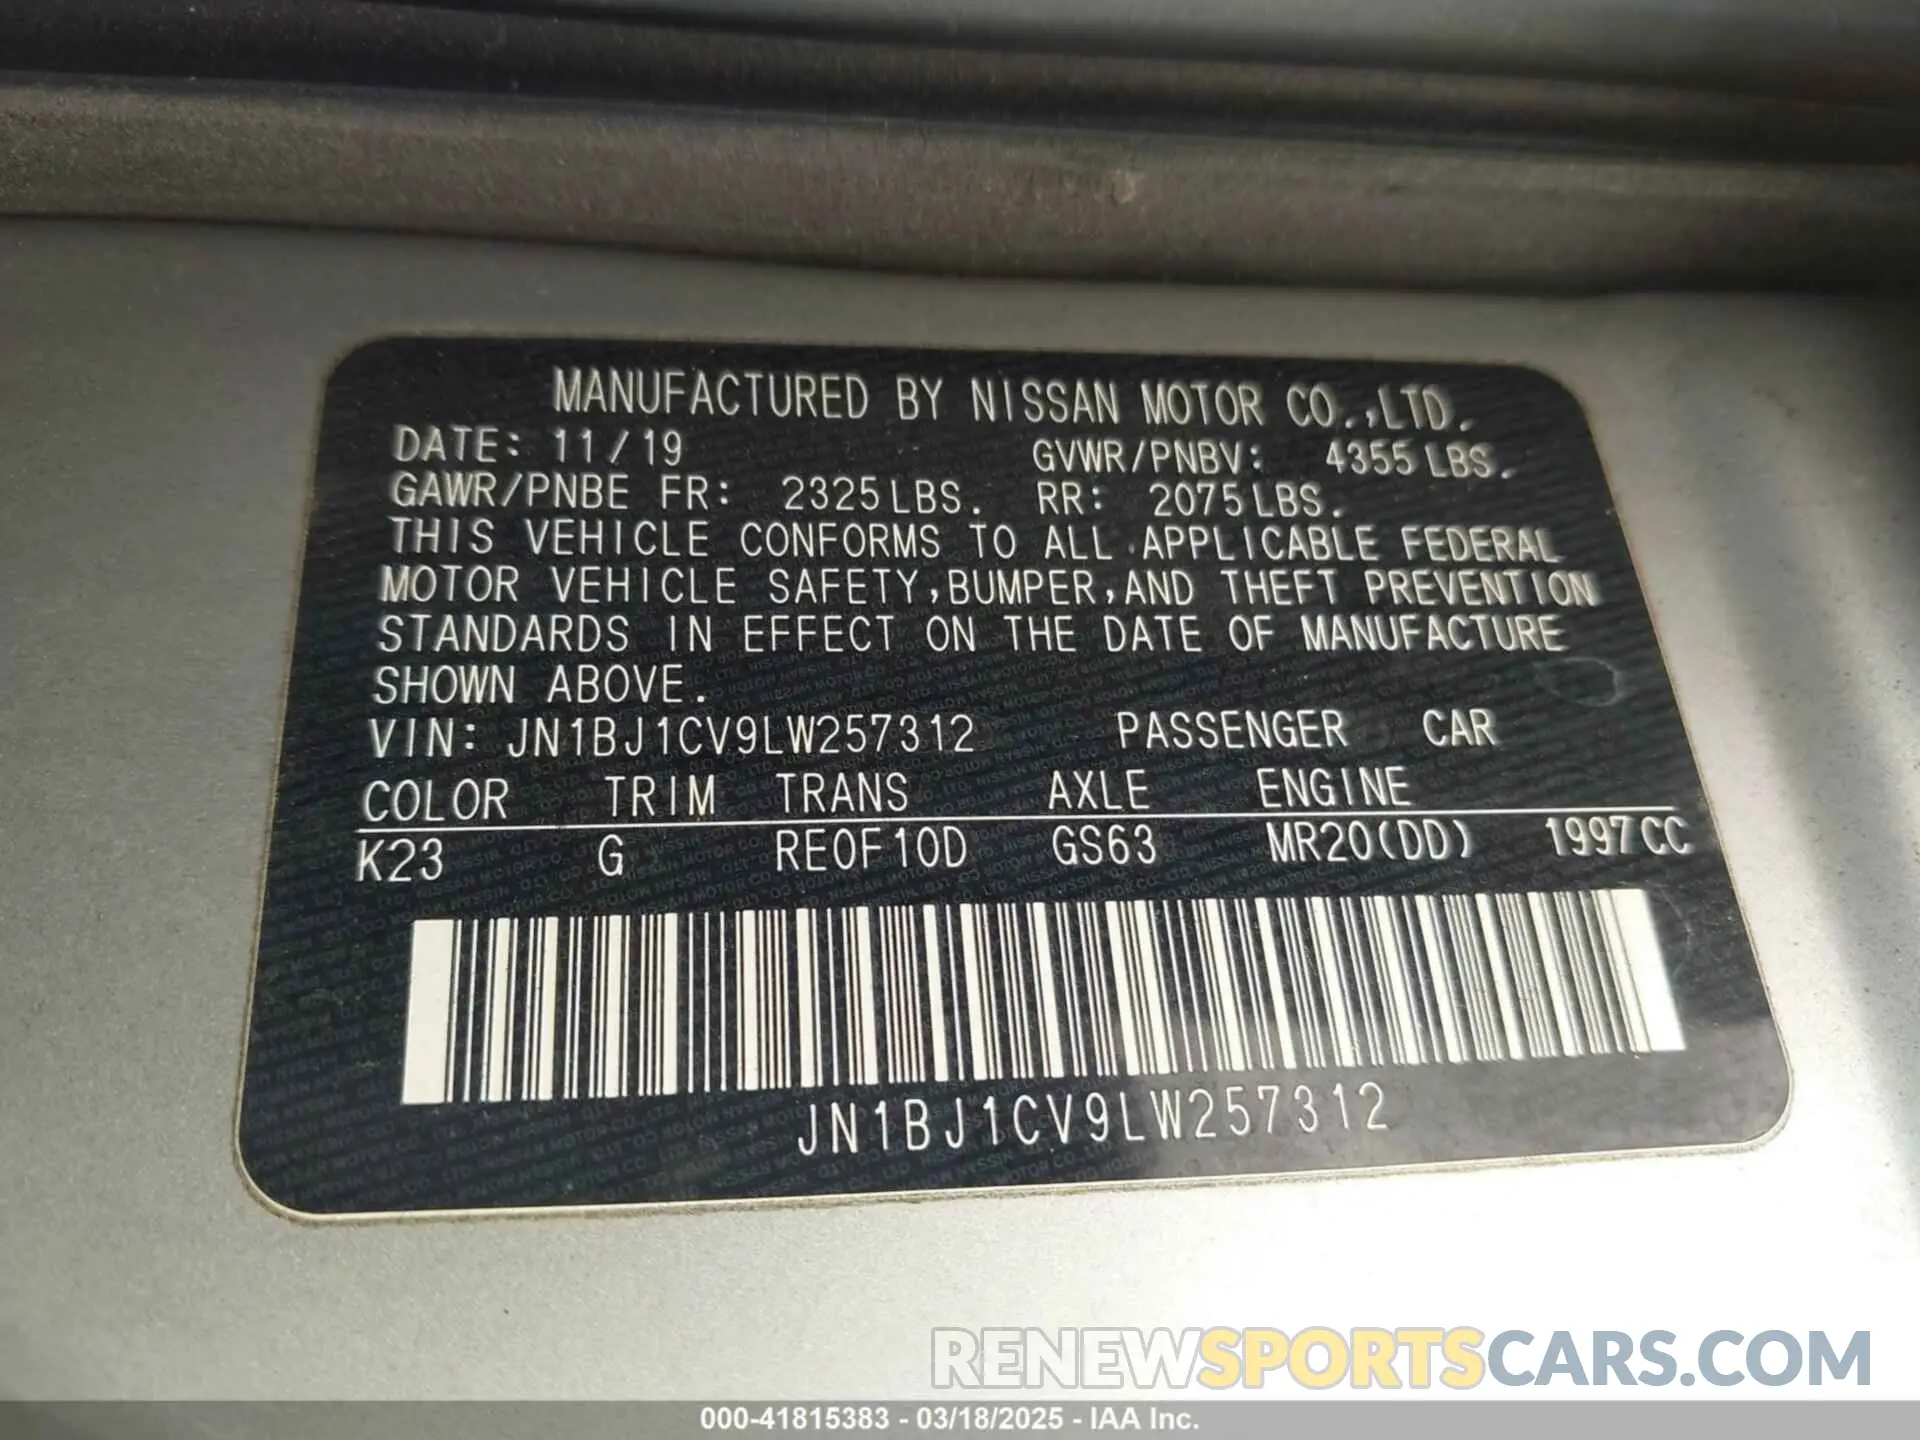 MANUFACTURED BY NISSAN MOTOR CO.,LTD.
DATE: 11/19 GVWR/PNBV: 4355 LBS.
GAWR/PNBE FR: 2325 LBS. RR: 2075 LBS.
THIS VEHICLE CONFORMS TO ALL APPLICABLE FEDERAL
MOTOR VEHICLE SAFETY,BUMPER,AND THEFT PREVENTION
STANDARDS IN EFFECT ON THE DATE OF MANUFACTURE
SHOWN ABOVE.
VIN: JN1BJ1CV9LW257312 PASSENGER CAR
COLOR TRIM TRANS AXLE ENGINE
K23 G RE0F10D GS63 MR20(DD) 1997CC
JN1BJ1CV9LW257312
RENEWSPORTSCARS.COM
000-41815383 - 03/18/2025 - IAA Inc.